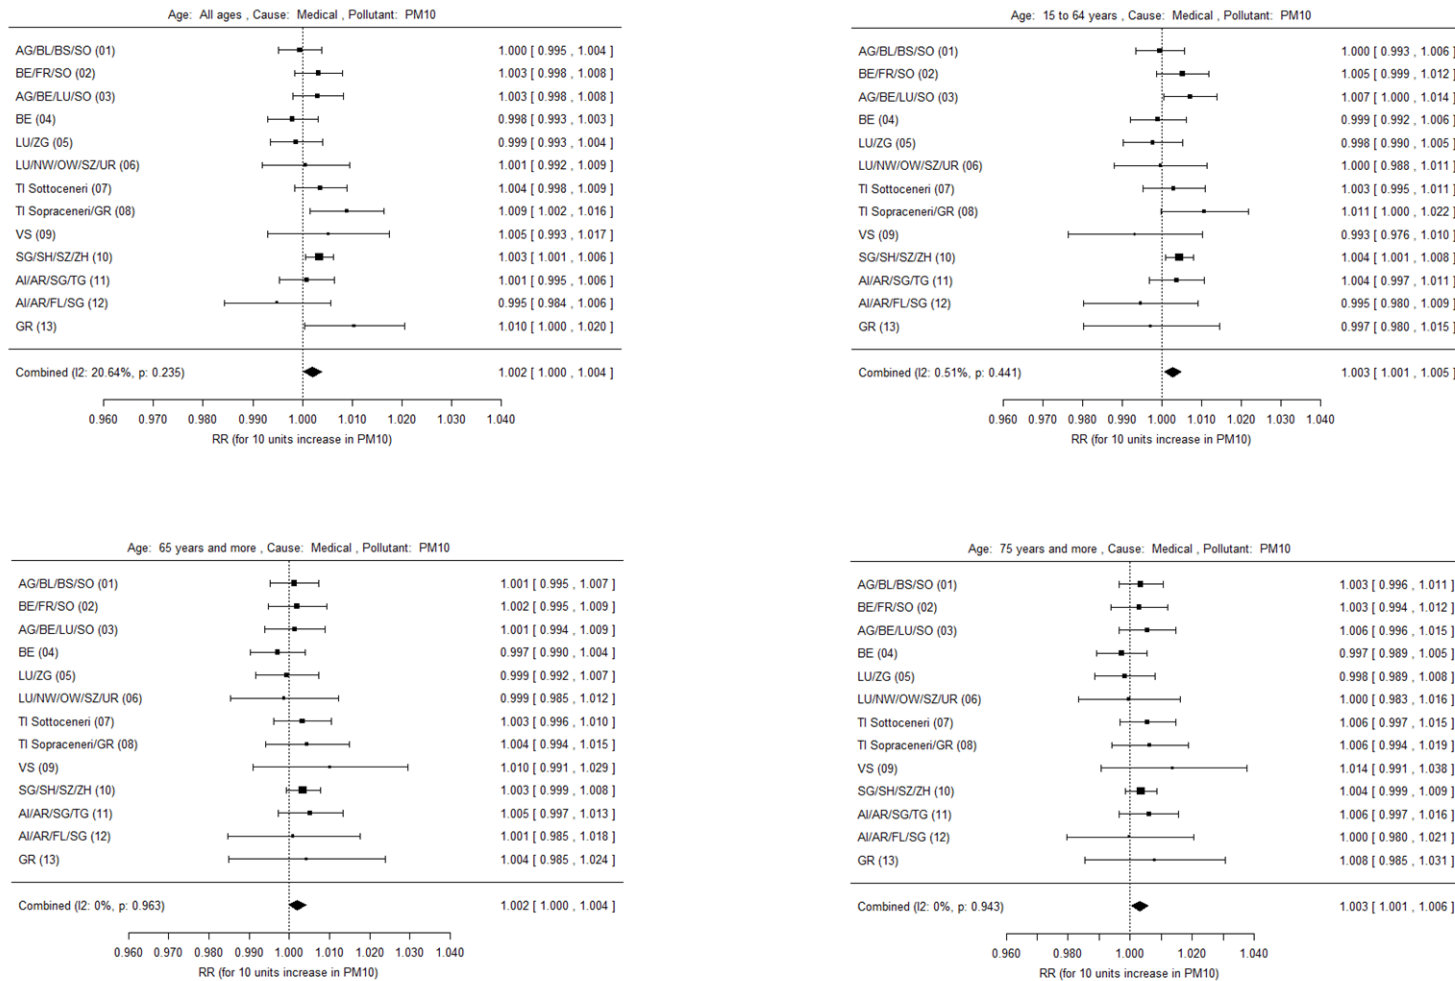 Age: All ages , Cause: Medical , Pollutant: PM10
AG/BL/BS/SO (01) 1.000 [ 0.995 , 1.004 ]
BE/FR/SO (02) 1.003 [ 0.998 , 1.008 ]
AG/BE/LU/SO (03) 1.003 [ 0.998 , 1.008 ]
BE (04) 0.998 [ 0.993 , 1.003 ]
LU/ZG (05) 0.999 [ 0.993 , 1.004 ]
LU/NW/OW/SZ/UR (06) 1.001 [ 0.992 , 1.009 ]
TI Sottoceneri (07) 1.004 [ 0.998 , 1.009 ]
TI Sopraceneri/GR (08) 1.009 [ 1.002 , 1.016 ]
VS (09) 1.005 [ 0.993 , 1.017 ]
SG/SH/SZ/ZH (10) 1.003 [ 1.001 , 1.006 ]
AI/AR/SG/TG (11) 1.001 [ 0.995 , 1.006 ]
AI/AR/FL/SG (12) 0.995 [ 0.984 , 1.006 ]
GR (13) 1.010 [ 1.000 , 1.020 ]
Combined (I2: 20.64%, p: 0.235) 1.002 [ 1.000 , 1.004 ]
0.960 0.970 0.980 0.990 1.000 1.010 1.020 1.030 1.040
RR (for 10 units increase in PM10)
Age: 15 to 64 years , Cause: Medical , Pollutant: PM10
AG/BL/BS/SO (01) 1.000 [ 0.993 , 1.006 ]
BE/FR/SO (02) 1.005 [ 0.999 , 1.012 ]
AG/BE/LU/SO (03) 1.007 [ 1.000 , 1.014 ]
BE (04) 0.999 [ 0.992 , 1.006 ]
LU/ZG (05) 0.998 [ 0.990 , 1.005 ]
LU/NW/OW/SZ/UR (06) 1.000 [ 0.988 , 1.011 ]
TI Sottoceneri (07) 1.003 [ 0.995 , 1.011 ]
TI Sopraceneri/GR (08) 1.011 [ 1.000 , 1.022 ]
VS (09) 0.993 [ 0.976 , 1.010 ]
SG/SH/SZ/ZH (10) 1.004 [ 1.001 , 1.008 ]
AI/AR/SG/TG (11) 1.004 [ 0.997 , 1.011 ]
AI/AR/FL/SG (12) 0.995 [ 0.980 , 1.009 ]
GR (13) 0.997 [ 0.980 , 1.015 ]
Combined (I2: 0.51%, p: 0.441) 1.003 [ 1.001 , 1.005 ]
0.960 0.970 0.980 0.990 1.000 1.010 1.020 1.030 1.040
RR (for 10 units increase in PM10)
Age: 65 years and more , Cause: Medical , Pollutant: PM10
AG/BL/BS/SO (01) 1.001 [ 0.995 , 1.007 ]
BE/FR/SO (02) 1.002 [ 0.995 , 1.009 ]
AG/BE/LU/SO (03) 1.001 [ 0.994 , 1.009 ]
BE (04) 0.997 [ 0.990 , 1.004 ]
LU/ZG (05) 0.999 [ 0.992 , 1.007 ]
LU/NW/OW/SZ/UR (06) 0.999 [ 0.985 , 1.012 ]
TI Sottoceneri (07) 1.003 [ 0.996 , 1.010 ]
TI Sopraceneri/GR (08) 1.004 [ 0.994 , 1.015 ]
VS (09) 1.010 [ 0.991 , 1.029 ]
SG/SH/SZ/ZH (10) 1.003 [ 0.999 , 1.008 ]
AI/AR/SG/TG (11) 1.005 [ 0.997 , 1.013 ]
AI/AR/FL/SG (12) 1.001 [ 0.985 , 1.018 ]
GR (13) 1.004 [ 0.985 , 1.024 ]
Combined (I2: 0%, p: 0.963) 1.002 [ 1.000 , 1.004 ]
0.960 0.970 0.980 0.990 1.000 1.010 1.020 1.030 1.040
RR (for 10 units increase in PM10)
Age: 75 years and more , Cause: Medical , Pollutant: PM10
AG/BL/BS/SO (01) 1.003 [ 0.996 , 1.011 ]
BE/FR/SO (02) 1.003 [ 0.994 , 1.012 ]
AG/BE/LU/SO (03) 1.006 [ 0.996 , 1.015 ]
BE (04) 0.997 [ 0.989 , 1.005 ]
LU/ZG (05) 0.998 [ 0.989 , 1.008 ]
LU/NW/OW/SZ/UR (06) 1.000 [ 0.983 , 1.016 ]
TI Sottoceneri (07) 1.006 [ 0.997 , 1.015 ]
TI Sopraceneri/GR (08) 1.006 [ 0.994 , 1.019 ]
VS (09) 1.014 [ 0.991 , 1.038 ]
SG/SH/SZ/ZH (10) 1.004 [ 0.999 , 1.009 ]
AI/AR/SG/TG (11) 1.006 [ 0.997 , 1.016 ]
AI/AR/FL/SG (12) 1.000 [ 0.980 , 1.021 ]
GR (13) 1.008 [ 0.985 , 1.031 ]
Combined (I2: 0%, p: 0.943) 1.003 [ 1.001 , 1.006 ]
0.960 0.980 1.000 1.020 1.040
RR (for 10 units increase in PM10)